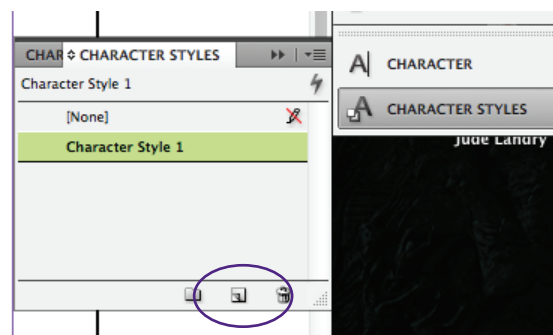 CHAR CHARACTER STYLES
Character Style 1
[None]
Character Style 1
CHARACTER
CHARACTER STYLES
Jude Landry